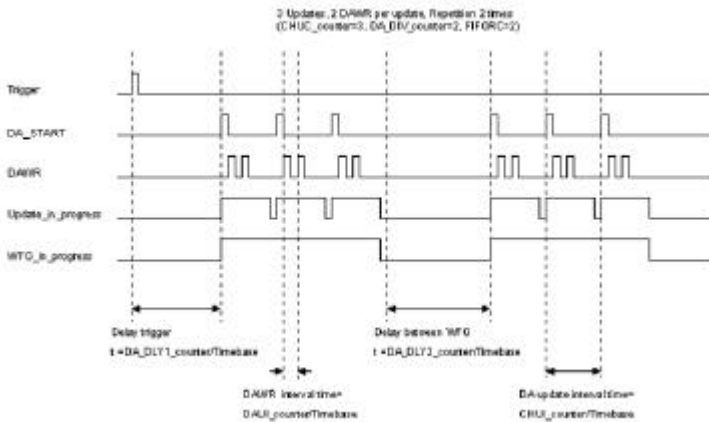 3 Updates, 2 DAWR per update, Repetition 2 times
(CHUC_counter=3, DA_DIV_counter=2, FIFORC=2)
Trigger
DA_START
DAWR
Update_in_progress
WFG_in_progress
Delay trigger
t =DA_DLY1_counter/Timebase
Delay between WFG
t =DA_DLY2_counter/Timebase
DAWR interval time=
DAUI_counter/Timebase
DA update interval time=
CHUI_counter/Timebase